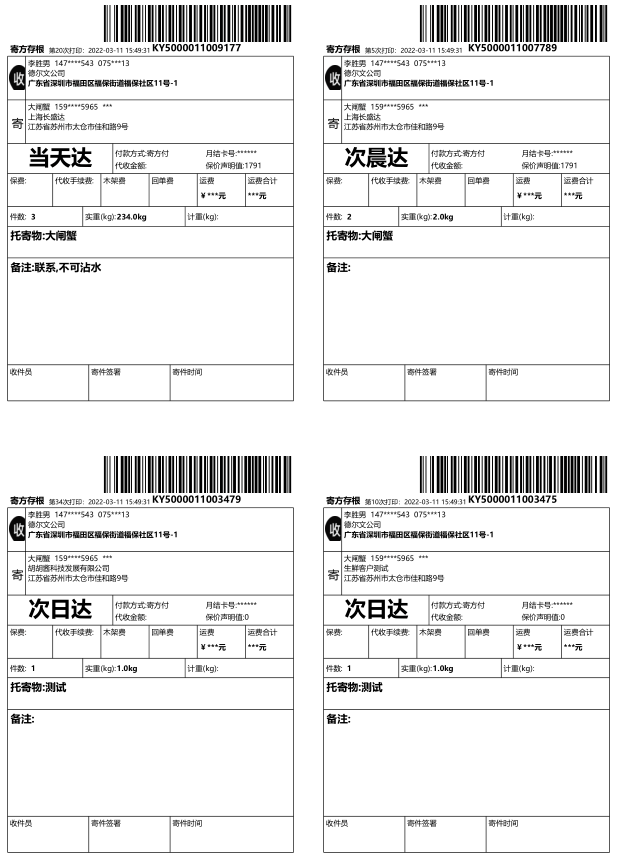 寄方存根 第20次打印: 2022-03-11 15:49:31 KY5000011009177
收
李胜男 147****543 075***13
德尔文公司
广东省深圳市福田区福保街道福保社区11号-1
寄
大闸蟹 159****5965 ***
上海长盛达
江苏省苏州市太仓市佳和路9号
当天达
付款方式:寄方付 月结卡号:******
代收金额: 保价声明值:1791
保费: 代收手续费: 木架费 回单费 运费 运费合计
¥ ***元 ***元
件数: 3 实重(kg):234.0kg 计重(kg):
托寄物:大闸蟹
备注:联系,不可沾水
收件员 寄件签署 寄件时间
寄方存根 第5次打印: 2022-03-11 15:49:31 KY5000011007789
收
李胜男 147****543 075***13
德尔文公司
广东省深圳市福田区福保街道福保社区11号-1
寄
大闸蟹 159****5965 ***
上海长盛达
江苏省苏州市太仓市佳和路9号
次晨达
付款方式:寄方付 月结卡号:******
代收金额: 保价声明值:1791
保费: 代收手续费: 木架费 回单费 运费 运费合计
¥ ***元 ***元
件数: 2 实重(kg):2.0kg 计重(kg):
托寄物:大闸蟹
备注:
收件员 寄件签署 寄件时间
寄方存根 第34次打印: 2022-03-11 15:49:31 KY5000011003479
收
李胜男 147****543 075***13
德尔文公司
广东省深圳市福田区福保街道福保社区11号-1
寄
大闸蟹 159****5965 ***
胡胡图科技发展有限公司
江苏省苏州市太仓市佳和路9号
次日达
付款方式:寄方付 月结卡号:******
代收金额: 保价声明值:0
保费: 代收手续费: 木架费 回单费 运费 运费合计
¥ ***元 ***元
件数: 1 实重(kg):1.0kg 计重(kg):
托寄物:测试
备注:
收件员 寄件签署 寄件时间
寄方存根 第10次打印: 2022-03-11 15:49:31 KY5000011003475
收
李胜男 147****543 075***13
德尔文公司
广东省深圳市福田区福保街道福保社区11号-1
寄
大闸蟹 159****5965 ***
生鲜客户测试
江苏省苏州市太仓市佳和路9号
次日达
付款方式:寄方付 月结卡号:******
代收金额: 保价声明值:0
保费: 代收手续费: 木架费 回单费 运费 运费合计
¥ ***元 ***元
件数: 1 实重(kg):1.0kg 计重(kg):
托寄物:测试
备注:
收件员 寄件签署 寄件时间